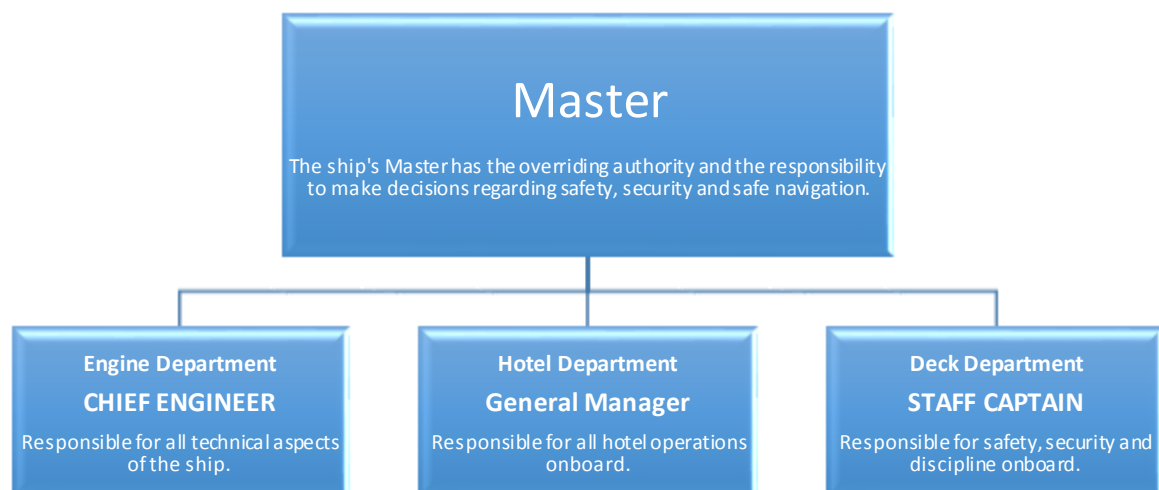 Master
The ship's Master has the overriding authority and the responsibility
to make decisions regarding safety, security and safe navigation.
Engine Department
CHIEF ENGINEER
Responsible for all technical aspects
of the ship.
Hotel Department
General Manager
Responsible for all hotel operations
onboard.
Deck Department
STAFF CAPTAIN
Responsible for safety, security and
discipline onboard.